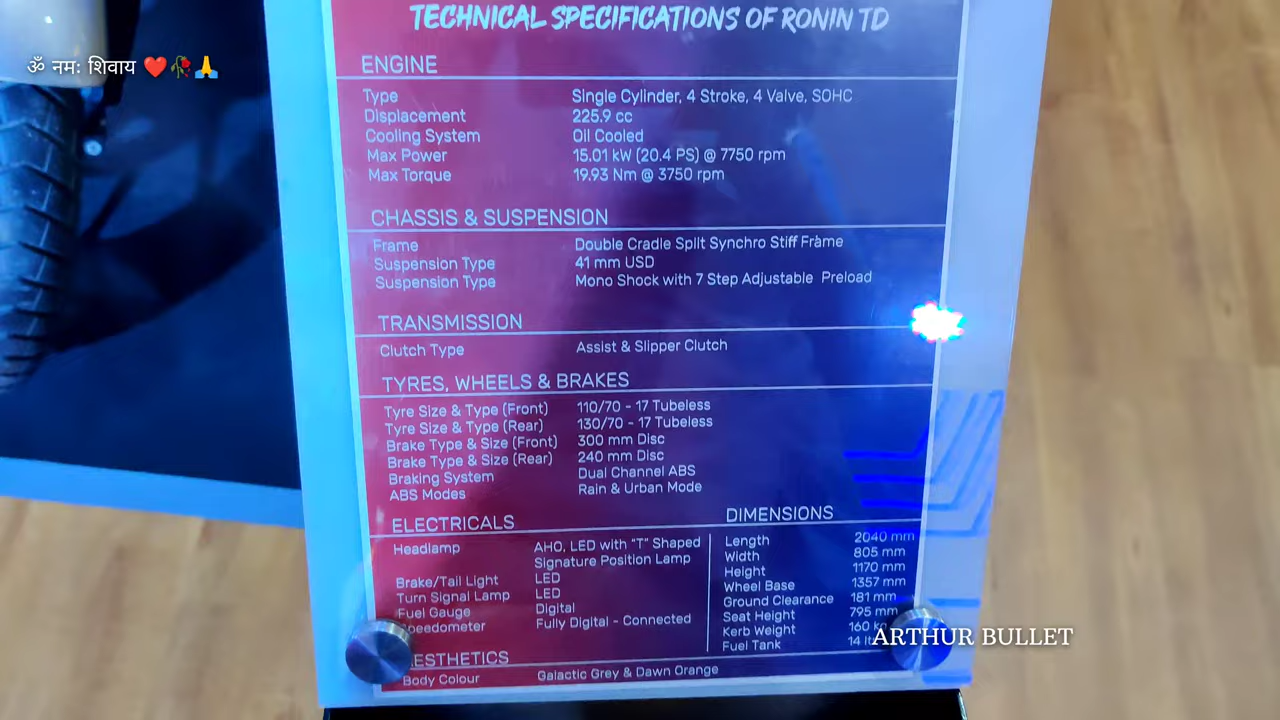 TECHNICAL SPECIFICATIONS OF RONIN TD
ॐ नमः शिवाय ❤️🥀🙏
ENGINE
Type Single Cylinder, 4 Stroke, 4 Valve, SOHC
Displacement 225.9 cc
Cooling System Oil Cooled
Max Power 15.01 kW (20.4 PS) @ 7750 rpm
Max Torque 19.93 Nm @ 3750 rpm
CHASSIS & SUSPENSION
Frame Double Cradle Split Synchro Stiff Frame
Suspension Type 41 mm USD
Suspension Type Mono Shock with 7 Step Adjustable Preload
TRANSMISSION
Clutch Type Assist & Slipper Clutch
TYRES, WHEELS & BRAKES
Tyre Size & Type (Front) 110/70 - 17 Tubeless
Tyre Size & Type (Rear) 130/70 - 17 Tubeless
Brake Type & Size (Front) 300 mm Disc
Brake Type & Size (Rear) 240 mm Disc
Braking System Dual Channel ABS
ABS Modes Rain & Urban Mode
ELECTRICALS
Headlamp AHO, LED with "T" Shaped
Signature Position Lamp
Brake/Tail Light LED
Turn Signal Lamp LED
Fuel Gauge Digital
Fully Digital - Connected
DIMENSIONS
Length 2040 mm
Width 805 mm
Height 1170 mm
Wheel Base 1357 mm
Ground Clearance 181 mm
Seat Height 795 mm
Kerb Weight 160
Fuel Tank 14
ARTHUR BULLET
Body Colour Galactic Grey & Dawn Orange